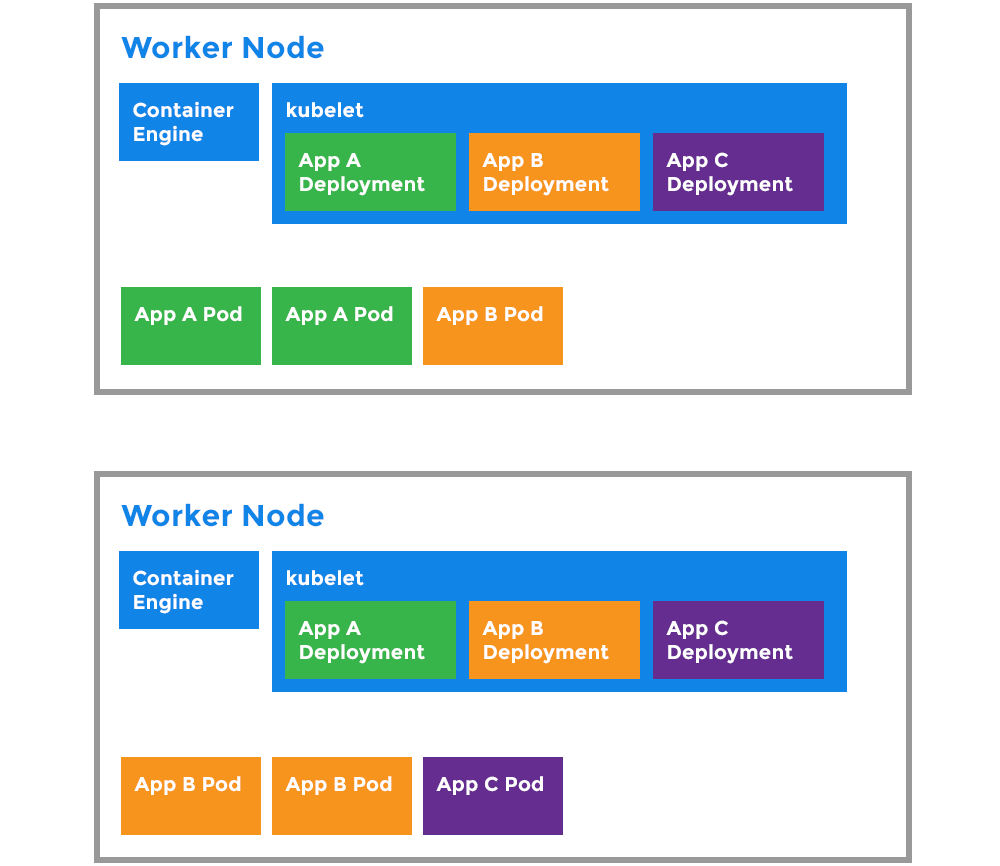 Worker Node
Container
Engine
kubelet
App A
Deployment
App B
Deployment
App C
Deployment
App A Pod
App A Pod
App B Pod
Worker Node
Container
Engine
kubelet
App A
Deployment
App B
Deployment
App C
Deployment
App B Pod
App B Pod
App C Pod